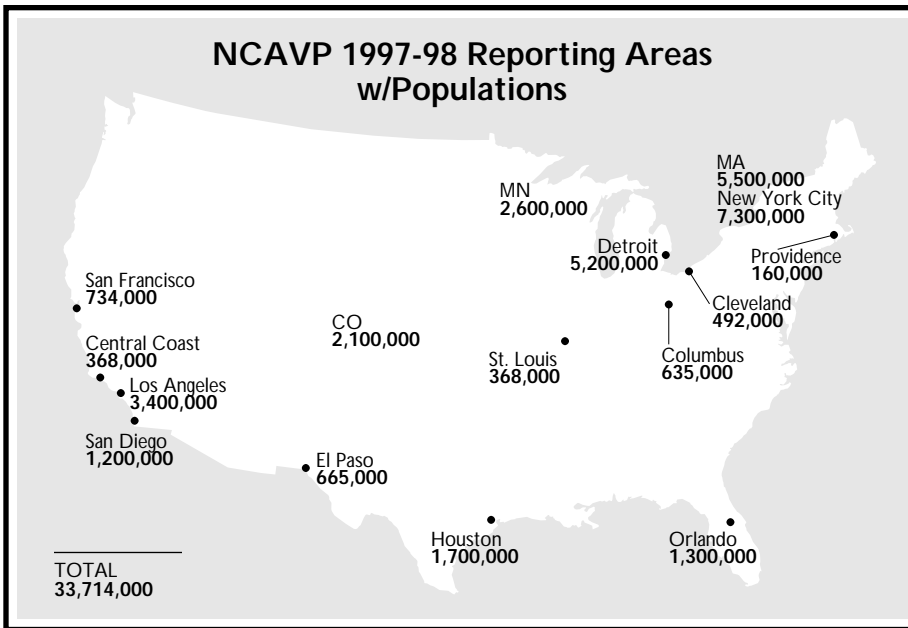 NCAVP 1997-98 Reporting Areas
w/Populations
MA
5,500,000
New York City
7,300,000
MN
2,600,000
Detroit
5,200,000
Providence
160,000
San Francisco
734,000
Cleveland
492,000
CO
2,100,000
Central Coast
368,000
St. Louis
368,000
Columbus
635,000
Los Angeles
3,400,000
San Diego
1,200,000
El Paso
665,000
Houston
1,700,000
Orlando
1,300,000
TOTAL
33,714,000